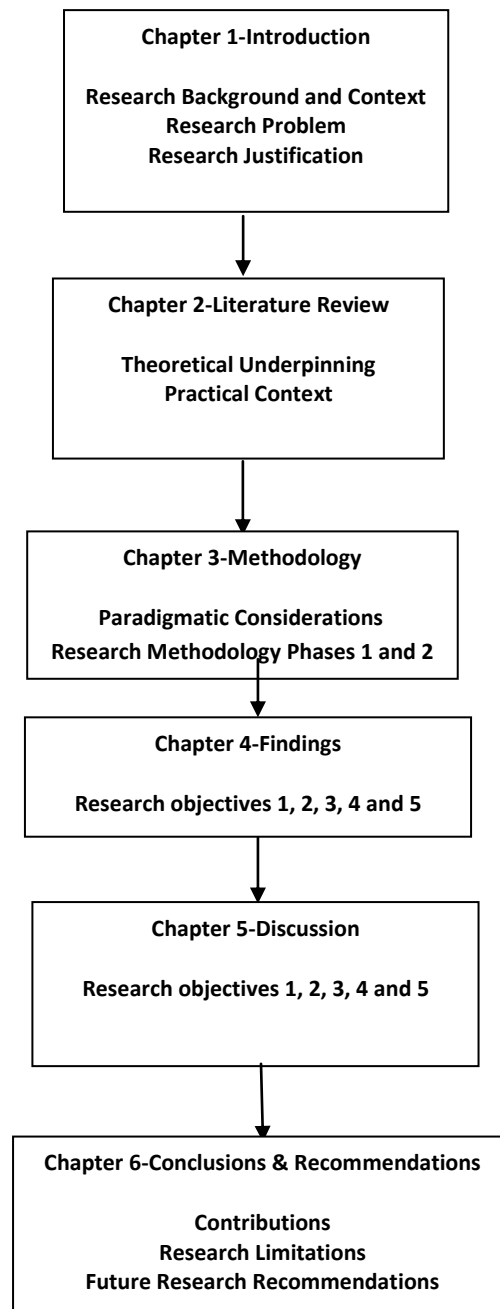 Chapter 1-Introduction
Research Background and Context
Research Problem
Research Justification
Chapter 2-Literature Review
Theoretical Underpinning
Practical Context
Chapter 3-Methodology
Paradigmatic Considerations
Research Methodology Phases 1 and 2
Chapter 4-Findings
Research objectives 1, 2, 3, 4 and 5
Chapter 5-Discussion
Research objectives 1, 2, 3, 4 and 5
Chapter 6-Conclusions & Recommendations
Contributions
Research Limitations
Future Research Recommendations